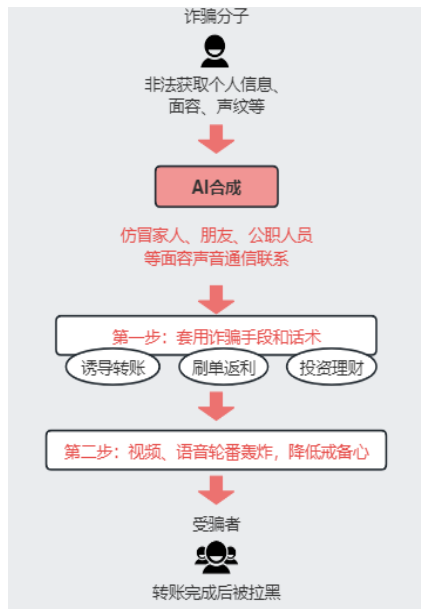 诈骗分子
非法获取个人信息、
面容、声纹等
AI合成
仿冒家人、朋友、公职人员
等面容声音通信联系
第一步：套用诈骗手段和话术
诱导转账
刷单返利
投资理财
第二步：视频、语音轮番轰炸，降低戒备心
受骗者
转账完成后被拉黑